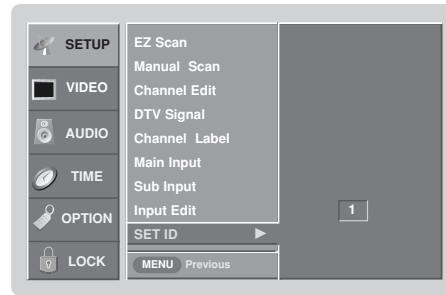 SETUP
VIDEO
AUDIO
TIME
OPTION
LOCK
EZ Scan
Manual Scan
Channel Edit
DTV Signal
Channel Label
Main Input
Sub Input
Input Edit
SET ID ▶
MENU Previous
1